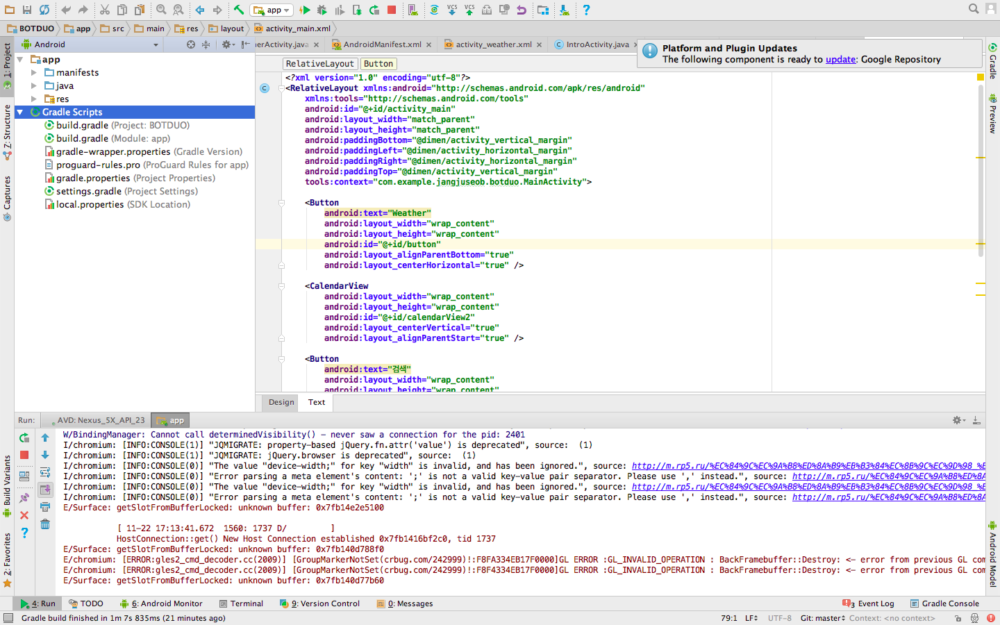 app
VCS
VCS
BOTDUO
app
src
main
res
layout
activity_main.xml
Android
uerActivity.java
AndroidManifest.xml
activity_weather.xml
IntroActivity.java
Platform and Plugin Updates
The following component is ready to update: Google Repository
1: Project
Z: Structure
Captures
Build Variants
2: Favorites
app
manifests
java
res
Gradle Scripts
build.gradle (Project: BOTDUO)
build.gradle (Module: app)
gradle-wrapper.properties (Gradle Version)
proguard-rules.pro (ProGuard Rules for app)
gradle.properties (Project Properties)
settings.gradle (Project Settings)
local.properties (SDK Location)
RelativeLayout
Button
<?xml version="1.0" encoding="utf-8"?>
<RelativeLayout xmlns:android="http://schemas.android.com/apk/res/android"
xmlns:tools="http://schemas.android.com/tools"
android:id="@+id/activity_main"
android:layout_width="match_parent"
android:layout_height="match_parent"
android:paddingBottom="@dimen/activity_vertical_margin"
android:paddingLeft="@dimen/activity_horizontal_margin"
android:paddingRight="@dimen/activity_horizontal_margin"
android:paddingTop="@dimen/activity_vertical_margin"
tools:context="com.example.jangjuseob.botduo.MainActivity">
<Button
android:text="Weather"
android:layout_width="wrap_content"
android:layout_height="wrap_content"
android:id="@+id/button"
android:layout_alignParentBottom="true"
android:layout_centerHorizontal="true" />
<CalendarView
android:layout_width="wrap_content"
android:layout_height="wrap_content"
android:id="@+id/calendarView2"
android:layout_centerVertical="true"
android:layout_alignParentStart="true" />
<Button
android:text="검색"
android:layout_width="wrap_content"
android:layout_height="wrap_content"
Design
Text
Gradle
Preview
Android Model
Run:
AVD: Nexus_5X_API_23
app
W/BindingManager: Cannot call determinedVisibility() - never saw a connection for the pid: 2401
I/chromium: [INFO:CONSOLE(1)] "JQMIGRATE: property-based jQuery.fn.attr('value') is deprecated", source:  (1)
I/chromium: [INFO:CONSOLE(1)] "JQMIGRATE: jQuery.browser is deprecated", source:  (1)
I/chromium: [INFO:CONSOLE(0)] "The value "device-width;" for key "width" is invalid, and has been ignored.", source: http://m.rp5.ru/%EC%84%9C%EC%9A%B8%ED%8A%B9%EB%B3%84%EC%8B%9C%EC%9D%98_%E
I/chromium: [INFO:CONSOLE(0)] "Error parsing a meta element's content: ';' is not a valid key-value pair separator. Please use ',' instead.", source: http://m.rp5.ru/%EC%84%9C%EC%9A%B8%ED%8A
I/chromium: [INFO:CONSOLE(0)] "The value "device-width;" for key "width" is invalid, and has been ignored.", source: http://m.rp5.ru/%EC%84%9C%EC%9A%B8%ED%8A%B9%EB%B3%84%EC%8B%9C%EC%9D%98_%E
I/chromium: [INFO:CONSOLE(0)] "Error parsing a meta element's content: ';' is not a valid key-value pair separator. Please use ',' instead.", source: http://m.rp5.ru/%EC%84%9C%EC%9A%B8%ED%8A
E/Surface: getSlotFromBufferLocked: unknown buffer: 0x7fb14e2e5100
[ 11-22 17:13:41.672  1560: 1737 D/         ]
HostConnection::get() New Host Connection established 0x7fb1416bf2c0, tid 1737
E/Surface: getSlotFromBufferLocked: unknown buffer: 0x7fb140d788f0
E/chromium: [ERROR:gles2_cmd_decoder.cc(2009)] [GroupMarkerNotSet(crbug.com/242999)!:F8FA334EB17F0000]GL ERROR :GL_INVALID_OPERATION : BackFramebuffer::Destroy: <- error from previous GL com
E/chromium: [ERROR:gles2_cmd_decoder.cc(2009)] [GroupMarkerNotSet(crbug.com/242999)!:F8F4334EB17F0000]GL ERROR :GL_INVALID_OPERATION : BackFramebuffer::Destroy: <- error from previous GL com
E/Surface: getSlotFromBufferLocked: unknown buffer: 0x7fb140d77b60
4: Run
TODO
6: Android Monitor
Terminal
9: Version Control
0: Messages
3 Event Log
Gradle Console
Gradle build finished in 1m 7s 835ms (21 minutes ago)
79:1
LF
UTF-8
Git: master
Context: <no context>